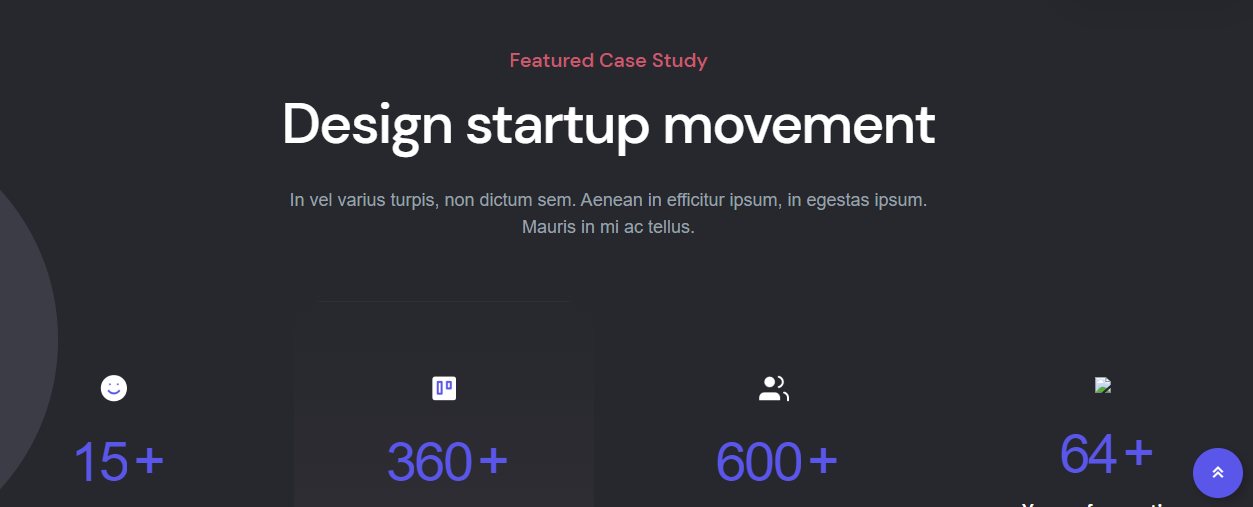 Featured Case Study
Design startup movement
In vel varius turpis, non dictum sem. Aenean in efficitur ipsum, in egestas ipsum.
Mauris in mi ac tellus.
15+
360+
600+
64+